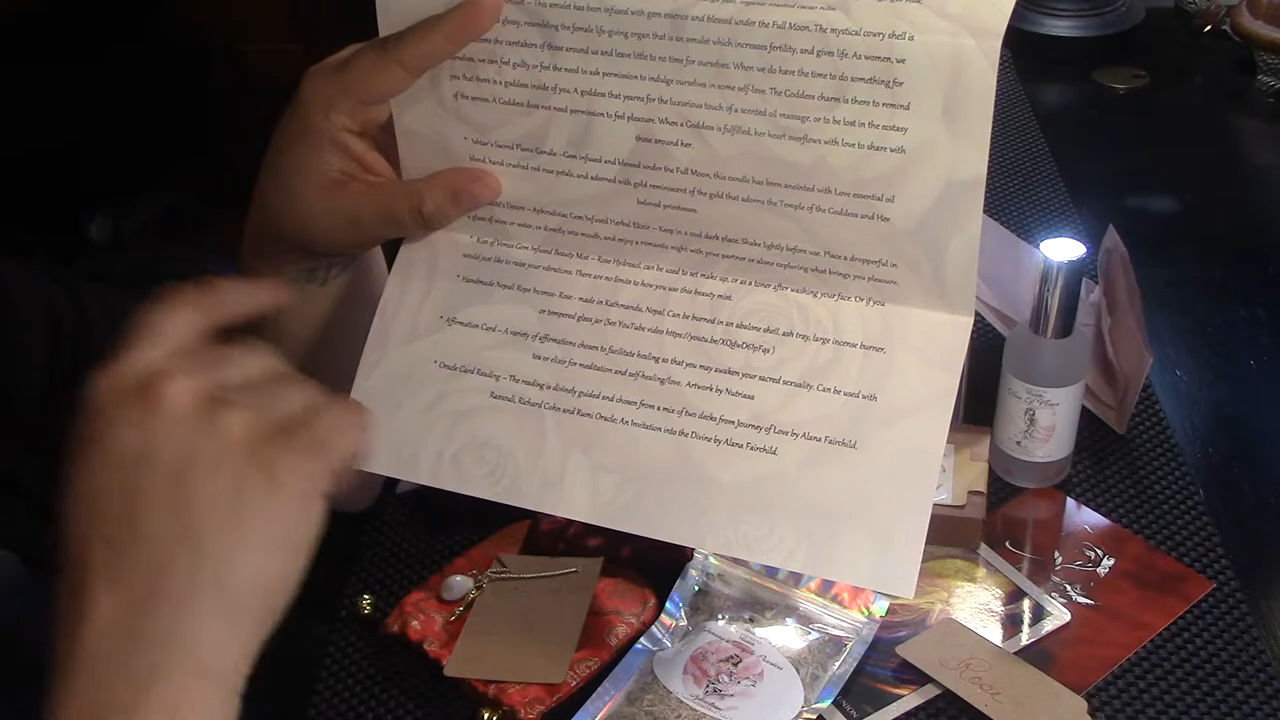 organic roasted cacao nibs
– This amulet has been infused with gem essence and blessed under the Full Moon. The mystical cowry shell is
glossy, resembling the female life-giving organ that is an amulet which increases fertility, and gives life. As women, we
the caretakers of those around us and leave little to no time for ourselves. When we do have the time to do something for
ourselves, we can feel guilty or feel the need to ask permission to indulge ourselves in some self-love. The Goddess charm is there to remind
you that there is a goddess inside of you. A goddess that yearns for the luxurious touch of a scented oil massage, or to be lost in the ecstasy
of the senses. A Goddess does not need permission to feel pleasure. When a Goddess is fulfilled, her heart overflows with love to share with
those around her.
* Ishtar's Sacred Flame Candle –Gem infused and blessed under the Full Moon, this candle has been anointed with Love essential oil
blend, hand crushed red rose petals, and adorned with gold reminiscent of the gold that adorns the Temple of the Goddess and Her
beloved priestesses.
Desire – Aphrodisiac Gem Infused Herbal Elixir – Keep in a cool dark place. Shake lightly before use. Place a dropperful in
a glass of wine or water, or directly into mouth, and enjoy a romantic night with your partner or alone exploring what brings you pleasure.
* Kiss of Venus Gem Infused Beauty Mist – Rose Hydrosol, can be used to set make up, or as a toner after washing your face. Or if you
would just like to raise your vibrations. There are no limits to how you use this beauty mist.
* Handmade Nepali Rope Incense- Rose - made in Kathmandu, Nepal. Can be burned in an abalone shell, ash tray, large incense burner,
or tempered glass jar (See YouTube video
* Affirmation Card – A variety of affirmations chosen to facilitate healing so that you may awaken your sacred sexuality. Can be used with
tea or elixir for meditation and self-healing/love. Artwork by Nutriaaa
* Oracle Card Reading – The reading is divinely guided and chosen from a mix of two decks from Journey of Love by Alana Fairchild,
Rassouli, Richard Cohn and Rumi Oracle: An Invitation into the Divine by Alana Fairchild.
Kiss Of Venus
Rose
UNION